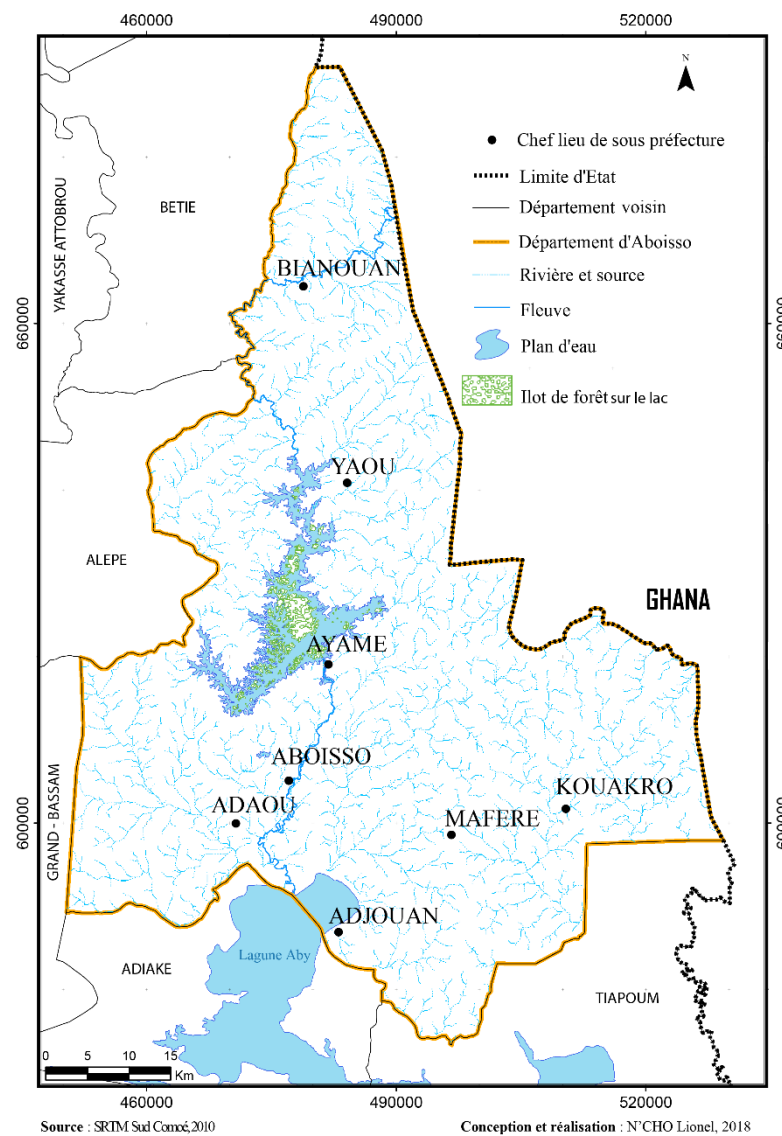 460000 490000 520000
N
Chef lieu de sous préfecture
Limite d'Etat
Département voisin
Département d'Aboisso
Rivière et source
Fleuve
Plan d'eau
Ilot de forêt sur le lac
YAKASSE ATTOBROU
BETIE
BIANOUAN
660000
660000
YAOU
ALEPE
GHANA
AYAME
ABOISSO
KOUAKRO
ADAOU
MAFERE
600000
600000
GRAND - BASSAM
ADJOUAN
Lagune Aby
ADIAKE
TIAPOUM
0 5 10 15
Km
460000 490000 520000
Source : SRTM Sud Comoé,2010
Conception et réalisation : N'CHO Lionel, 2018